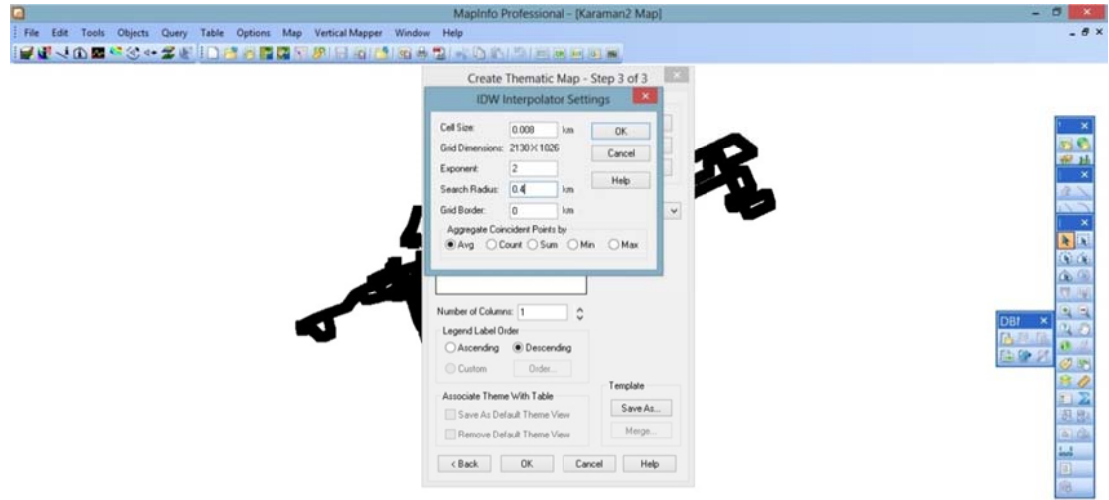 MapInfo Professional - [Karaman2 Map]
File Edit Tools Objects Query Table Options Map Vertical Mapper Window Help
Create Thematic Map - Step 3 of 3
IDW Interpolator Settings
Cell Size: 0.008 km OK
Grid Dimensions: 2130 X 1026 Cancel
Exponent: 2
Search Radius: 0.4 km Help
Grid Border: 0 km
Aggregate Coincident Points by
Avg Count Sum Min Max
Number of Columns: 1
Legend Label Order
Ascending Descending
Custom Order...
Associate Theme With Table
Save As Default Theme View
Remove Default Theme View
Template
Save As...
Merge...
< Back OK Cancel Help
DB!